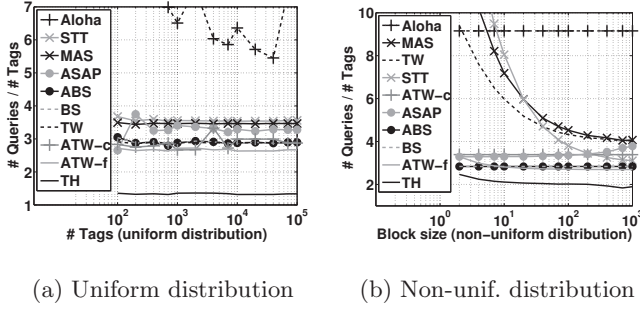 7
6
5
4
3
2
1
# Queries / # Tags
Aloha
STT
MAS
ASAP
ABS
BS
TW
ATW−c
ATW−f
TH
10^2
10^3
10^4
10^5
# Tags (uniform distribution)
(a) Uniform distribution
10
8
6
4
2
# Queries / # Tags
Aloha
MAS
TW
STT
ATW−c
ASAP
ABS
BS
ATW−f
TH
10^0
10^1
10^2
10^3
Block size (non−uniform distribution)
(b) Non-unif. distribution